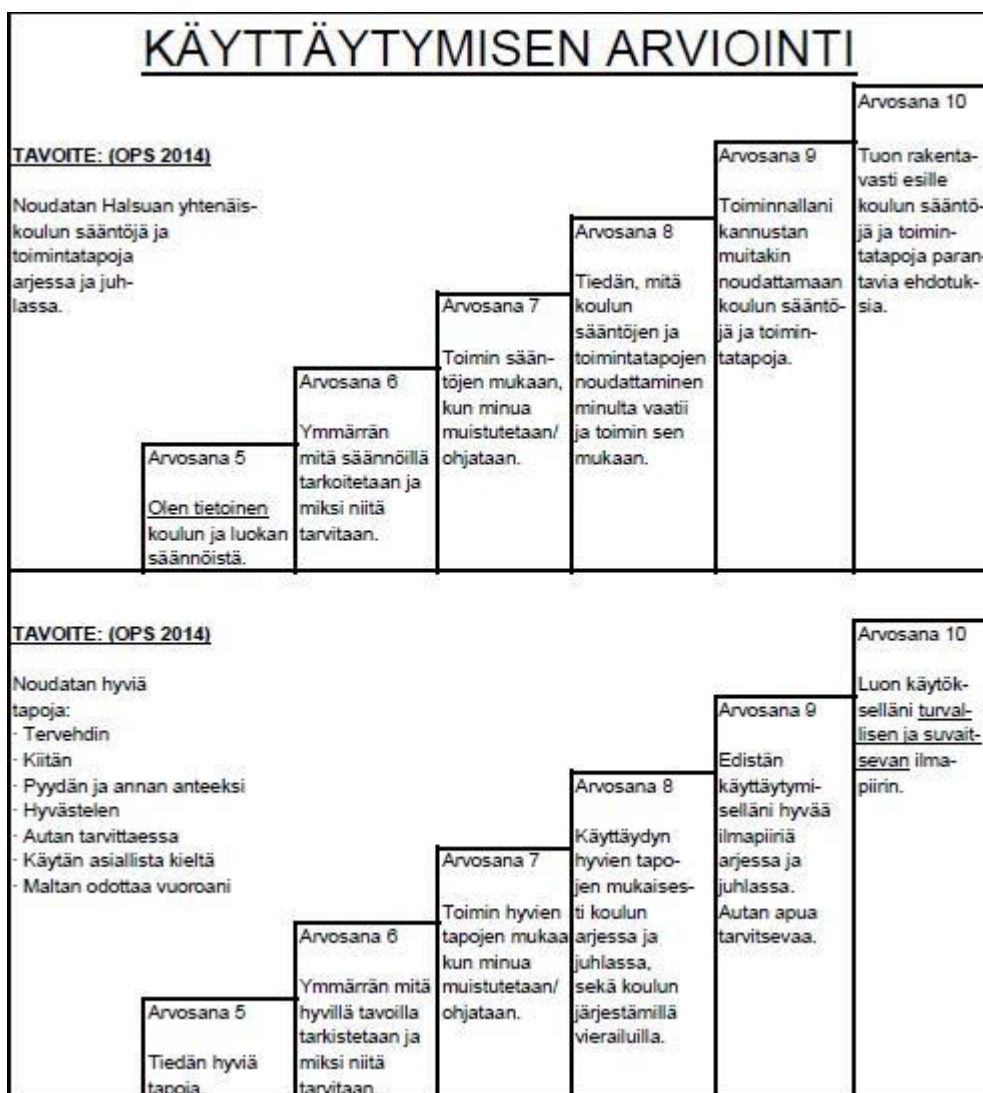 KÄYTTÄYTYMISEN ARVIOINTI
TAVOITE: (OPS 2014)
Noudatan Halsuan yhtenäis-
koulun sääntöjä ja
toimintatapoja
arjessa ja juh-
lassa.
Arvosana 5
Olen tietoinen
koulun ja luokan
säännöistä.
Arvosana 6
Ymmärrän
mitä säännöillä
tarkoitetaan ja
miksi niitä
tarvitaan.
Arvosana 7
Toimin sään-
töjen mukaan,
kun minua
muistutetaan/
ohjataan.
Arvosana 8
Tiedän, mitä
koulun
sääntöjen ja
toimintatapojen
noudattaminen
minulta vaatii
ja toimin sen
mukaan.
Arvosana 9
Toiminnallani
kannustan
muitakin
noudattamaan
koulun sääntö-
jä ja toimin-
tatapoja.
Arvosana 10
Tuon rakenta-
vasti esille
koulun sääntö-
jä ja toimin-
tatapoja paran-
tavia ehdotuk-
sia.
TAVOITE: (OPS 2014)
Noudatan hyviä
tapoja:
- Tervehdin
- Kiitän
- Pyydän ja annan anteeksi
- Hyvästelen
- Autan tarvittaessa
- Käytän asiallista kieltä
- Maltan odottaa vuoroani
Arvosana 5
Tiedän hyviä
tapoja.
Arvosana 6
Ymmärrän mitä
hyvillä tavoilla
tarkistetaan ja
miksi niitä
tarvitaan.
Arvosana 7
Toimin hyvien
tapojen mukaa
kun minua
muistutetaan/
ohjataan.
Arvosana 8
Käyttäydyn
hyvien tapo-
jen mukaises-
ti koulun
arjessa ja
juhlassa,
sekä koulun
järjestämillä
vierailuilla.
Arvosana 9
Edistän
käyttäytymi-
selläni hyvää
ilmapiiriä
arjessa ja
juhlassa.
Autan apua
tarvitsevaa.
Arvosana 10
Luon käytök-
selläni turval-
lisen ja suvait-
sevan ilma-
piirin.